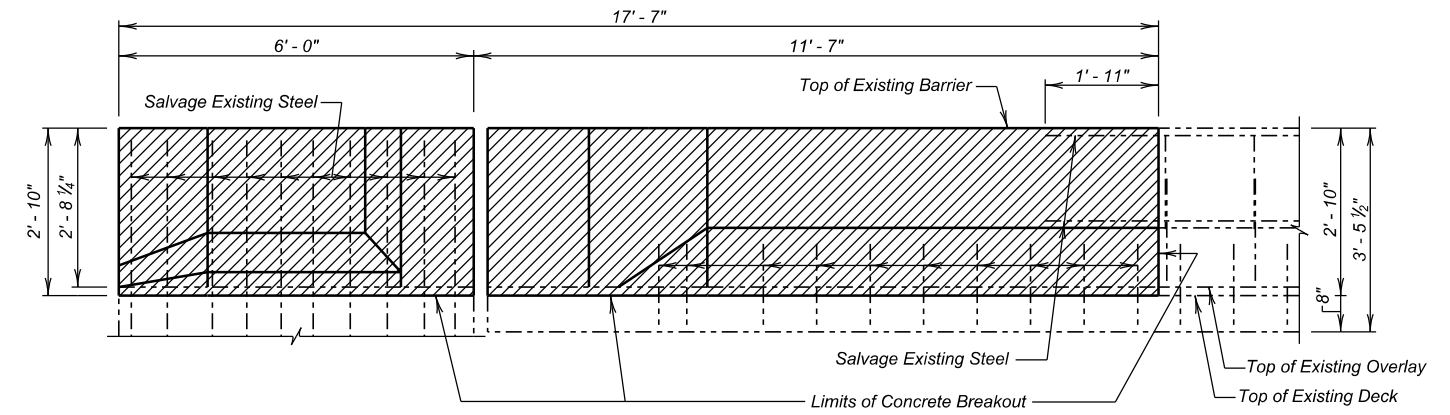 17' - 7"
6' - 0"
11' - 7"
1' - 11"
Top of Existing Barrier
Salvage Existing Steel
2' - 10"
2' - 8 ¼"
2' - 10"
3' - 5 ½"
8"
Salvage Existing Steel
Top of Existing Overlay
Top of Existing Deck
Limits of Concrete Breakout